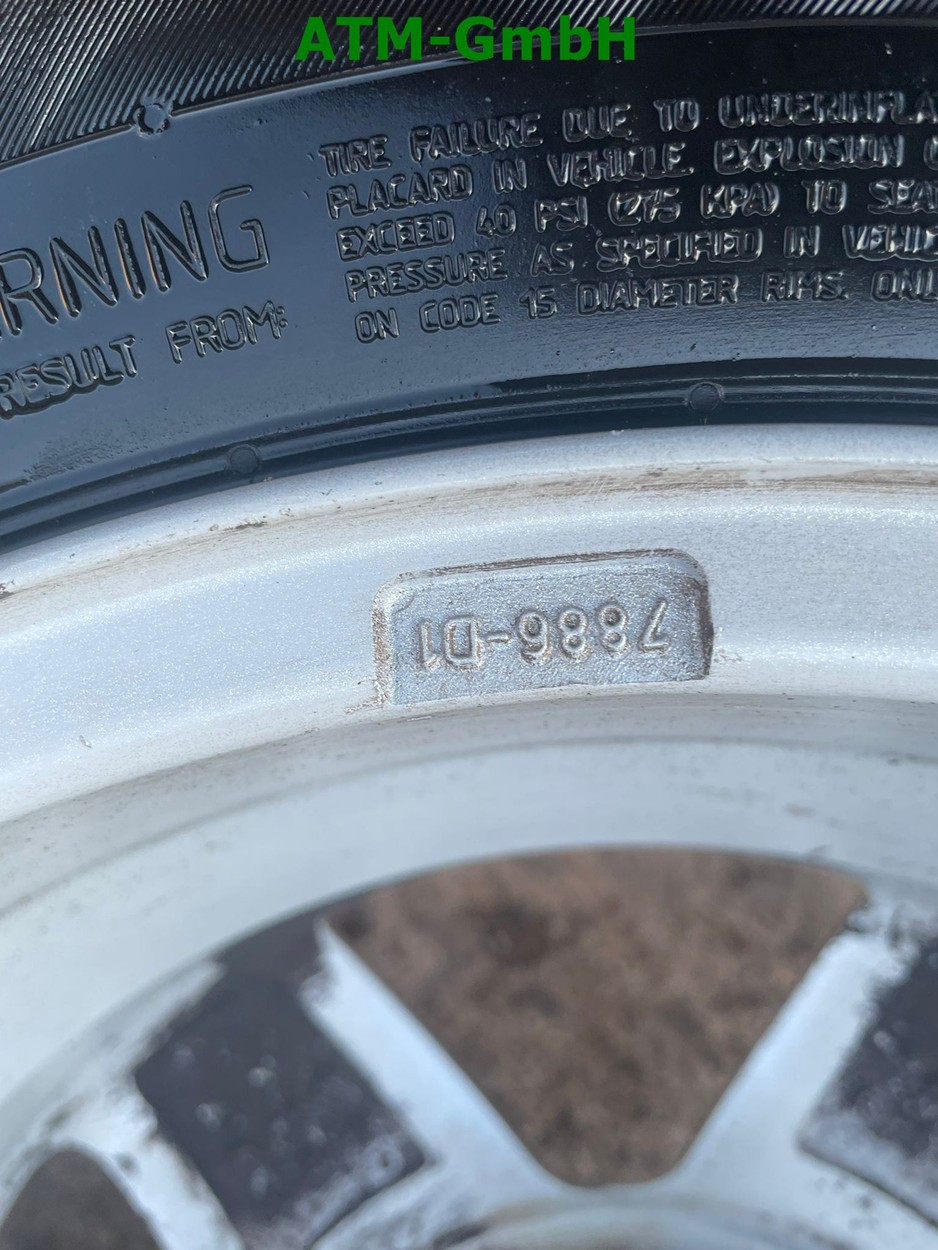 ATM-GmbH
RNING
RESULT FROM:
TIRE FAILURE DUE TO UNDERINFLA
PLACARD IN VEHICLE EXPLOSION
EXCEED 40 PSI (275 KPA) TO SEAT
PRESSURE AS SPECIFIED IN VEHIC
ON CODE 15 DIAMETER RIMS. ONL
7886-D1